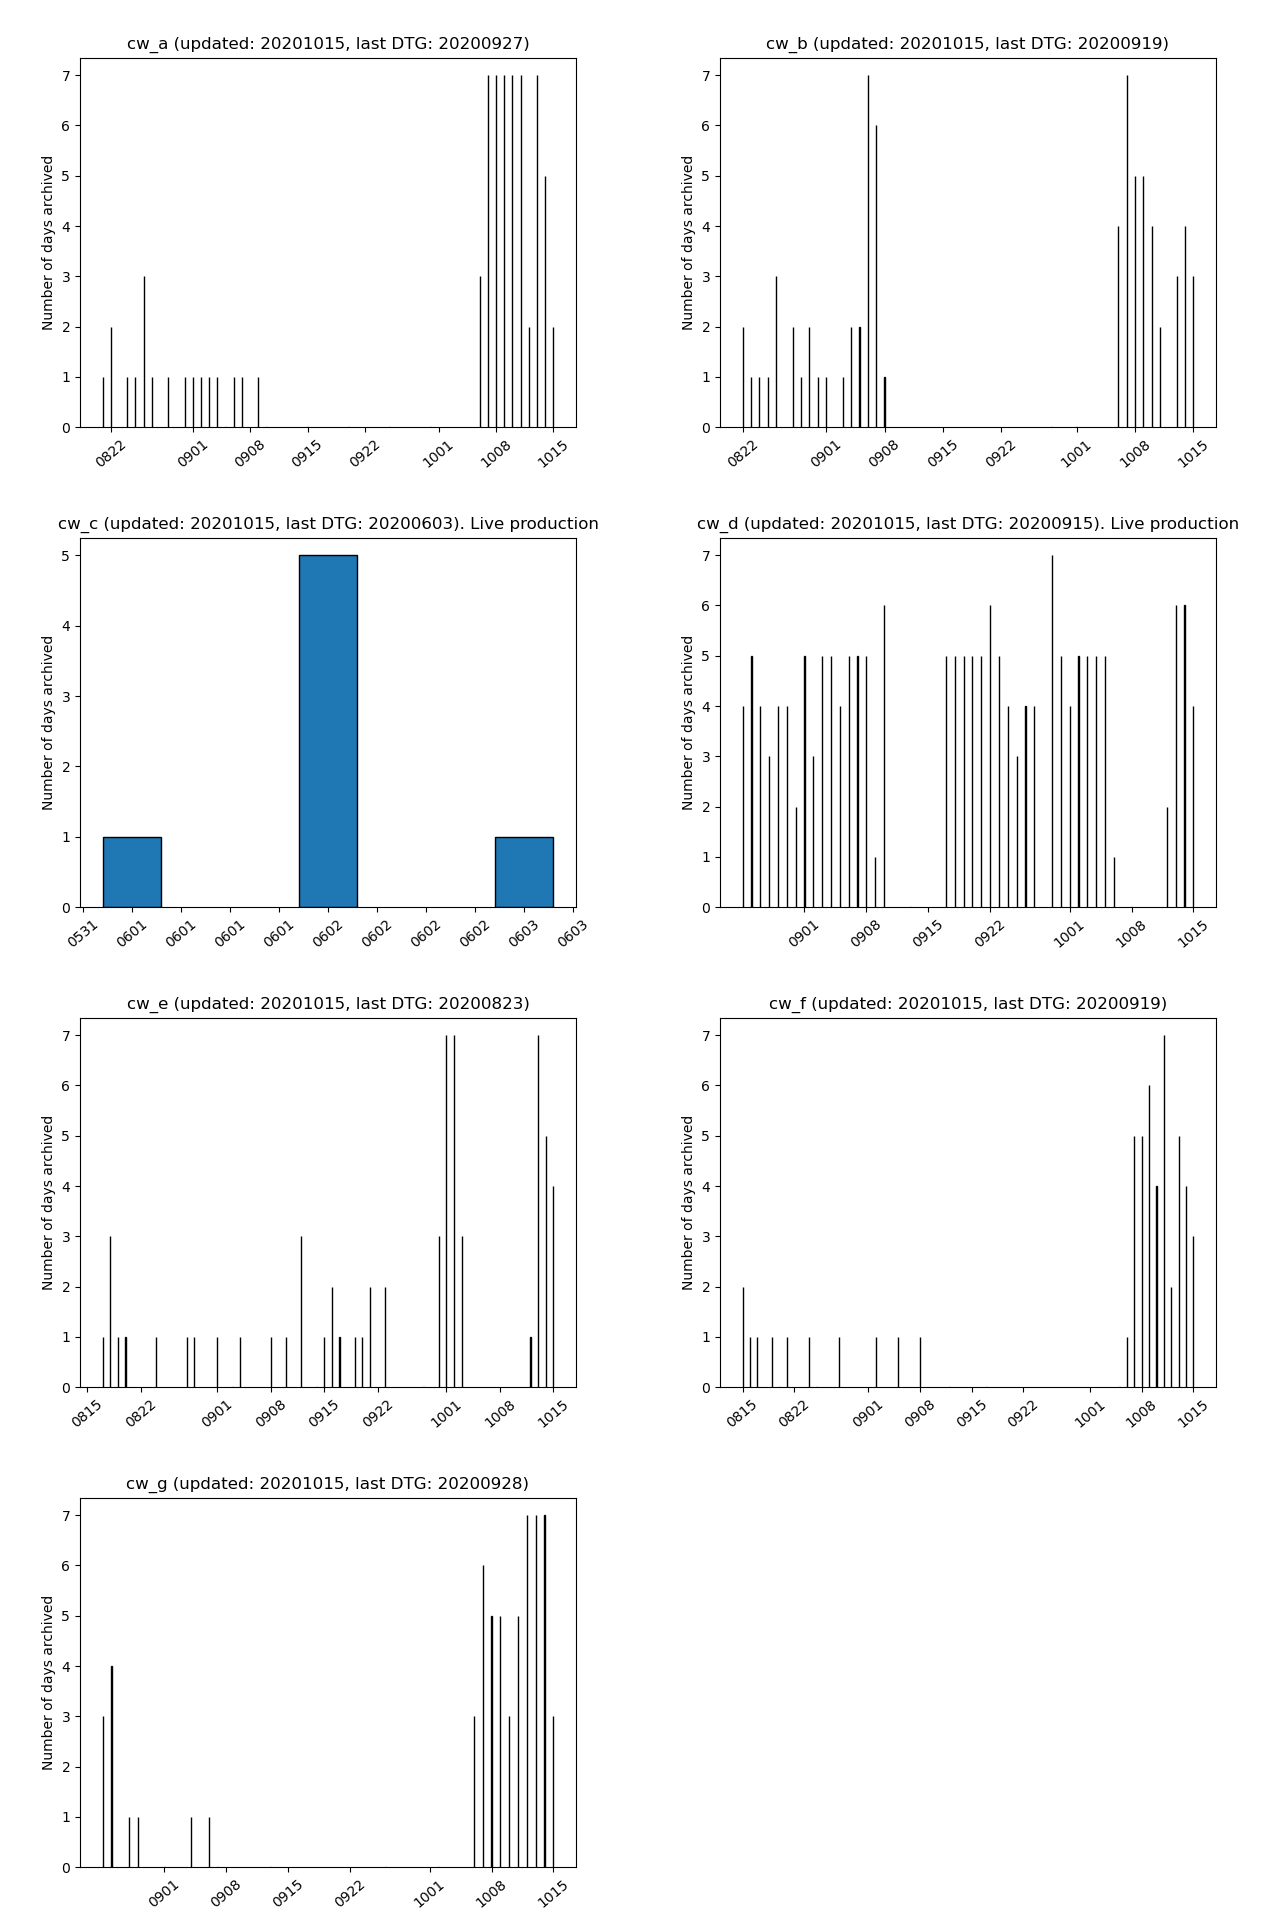 cw_a (updated: 20201015, last DTG: 20200927)
Number of days archived
7
6
5
4
3
2
1
0
0822 0901 0908 0915 0922 1001 1008 1015
cw_b (updated: 20201015, last DTG: 20200919)
Number of days archived
7
6
5
4
3
2
1
0
0822 0901 0908 0915 0922 1001 1008 1015
cw_c (updated: 20201015, last DTG: 20200603). Live production
Number of days archived
5
4
3
2
1
0
0531 0601 0601 0601 0601 0602 0602 0602 0602 0603 0603
cw_d (updated: 20201015, last DTG: 20200915). Live production
Number of days archived
7
6
5
4
3
2
1
0
0901 0908 0915 0922 1001 1008 1015
cw_e (updated: 20201015, last DTG: 20200823)
Number of days archived
7
6
5
4
3
2
1
0
0815 0822 0901 0908 0915 0922 1001 1008 1015
cw_f (updated: 20201015, last DTG: 20200919)
Number of days archived
7
6
5
4
3
2
1
0
0815 0822 0901 0908 0915 0922 1001 1008 1015
cw_g (updated: 20201015, last DTG: 20200928)
Number of days archived
7
6
5
4
3
2
1
0
0901 0908 0915 0922 1001 1008 1015